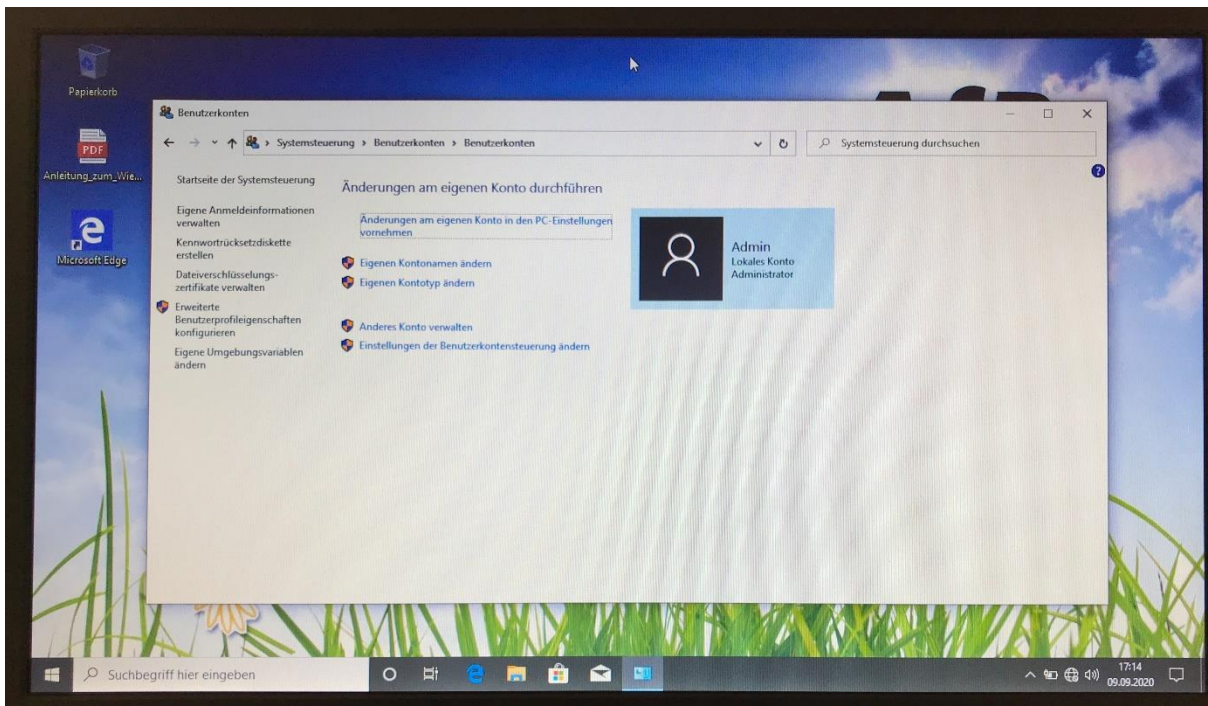 Papierkorb
PDF
Anleitung_zum_Wie...
Microsoft Edge
Benutzerkonten
Systemsteuerung > Benutzerkonten > Benutzerkonten
Systemsteuerung durchsuchen
Startseite der Systemsteuerung
Eigene Anmeldeinformationen
verwalten
Kennwortrücksetzdiskette
erstellen
Dateiverschlüsselungs-
zertifikate verwalten
Erweiterte
Benutzerprofileigenschaften
konfigurieren
Eigene Umgebungsvariablen
ändern
Änderungen am eigenen Konto durchführen
Änderungen am eigenen Konto in den PC-Einstellungen
vornehmen
Eigenen Kontonamen ändern
Eigenen Kontotyp ändern
Anderes Konto verwalten
Einstellungen der Benutzerkontensteuerung ändern
Admin
Lokales Konto
Administrator
Suchbegriff hier eingeben
17:14
09.09.2020